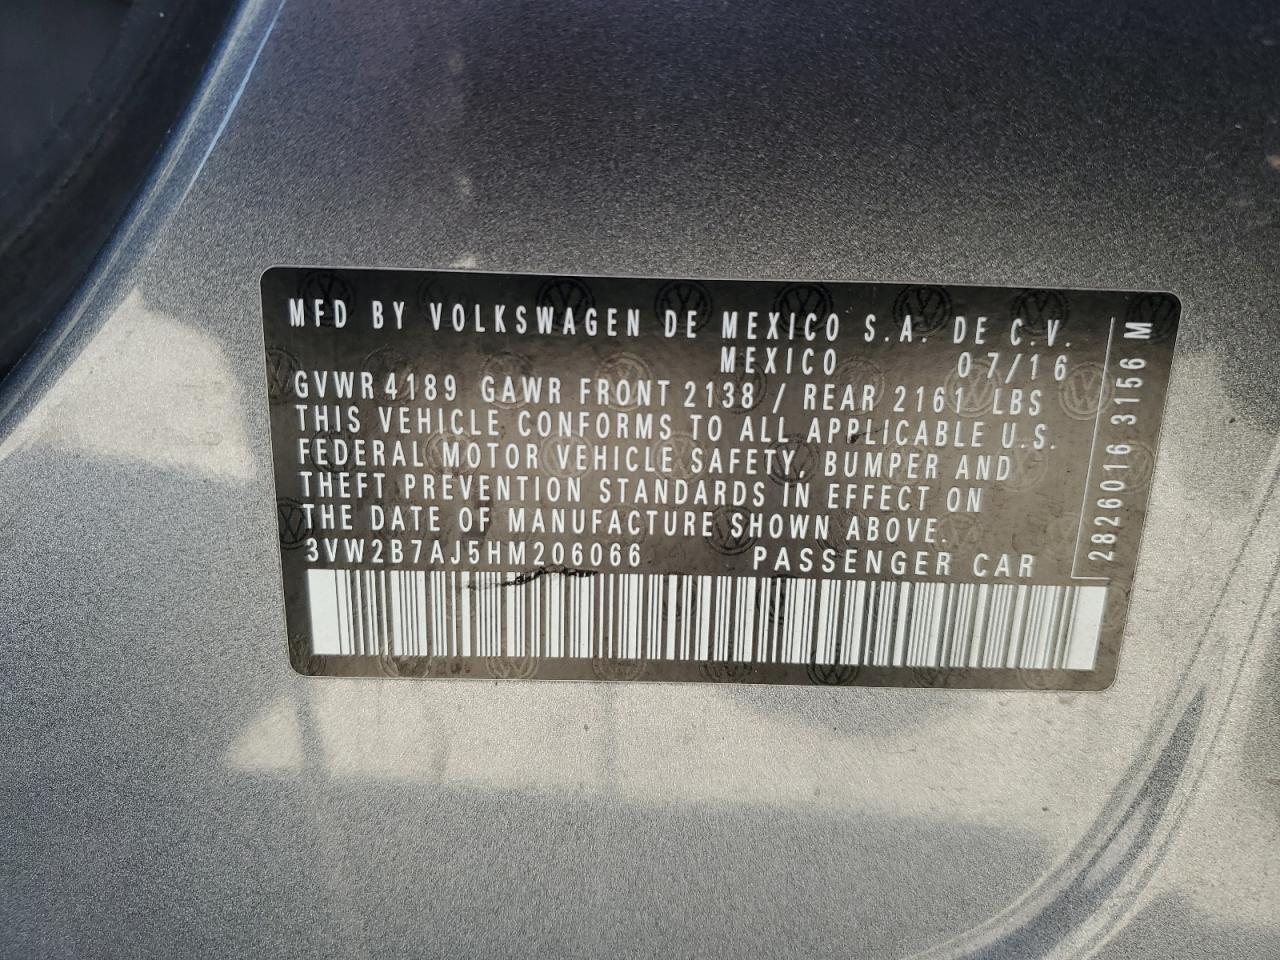 MFD BY VOLKSWAGEN DE MEXICO S.A. DE C.V.
MEXICO 07/16
GVWR 4189 GAWR FRONT 2138 / REAR 2161 LBS
THIS VEHICLE CONFORMS TO ALL APPLICABLE U.S.
FEDERAL MOTOR VEHICLE SAFETY, BUMPER AND
THEFT PREVENTION STANDARDS IN EFFECT ON
THE DATE OF MANUFACTURE SHOWN ABOVE.
3VW2B7AJ5HM206066 PASSENGER CAR
2826016 3156 M